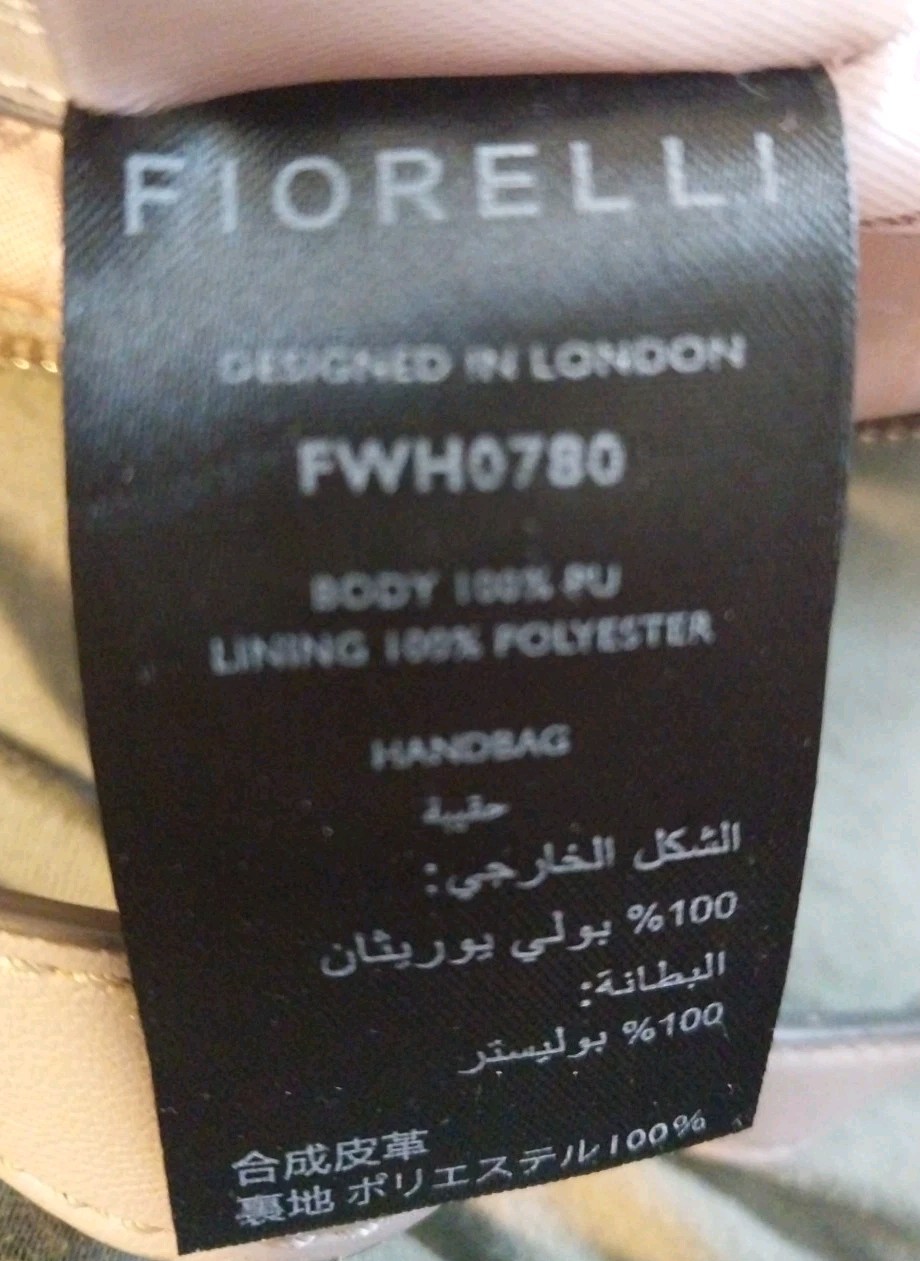 FIORELLI
DESIGNED IN LONDON
FWH0780
BODY 100% PU
LINING 100% POLYESTER
HANDBAG
حقيبة
الشكل الخارجي:
100% بولي يوريثان
البطانة:
100% بوليستر
合成皮革
裏地 ポリエステル100%